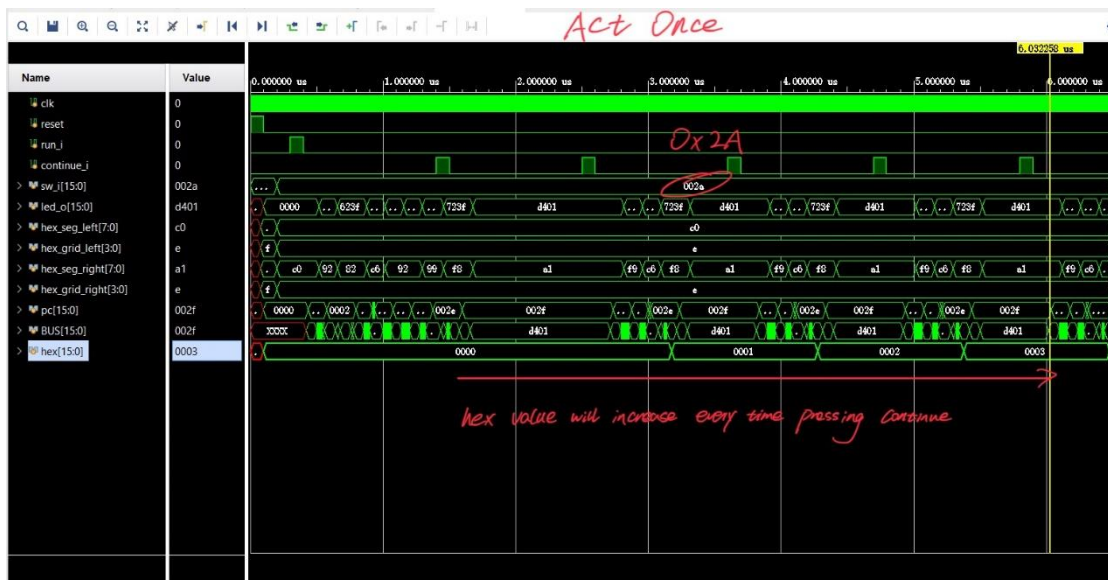 Act Once
6.032258 us
Name Value
0.000000 us 1.000000 us 2.000000 us 3.000000 us 4.000000 us 5.000000 us 6.000000 us
clk 0
reset 0
run_i 0
continue_i 0
0x2A
sw_i[15:0] 002a ... 002a
led_o[15:0] d401 0000 623f 723f d401 723f d401 723f d401 723f d401
hex_seg_left[7:0] c0 c0
hex_grid_left[3:0] e f e
hex_seg_right[7:0] a1 c0 92 82 c6 92 99 f8 a1 f9 c6 f8 a1 f9 c6 f8 a1 f9 c6 f8 a1 f9 c6
hex_grid_right[3:0] e f e
pc[15:0] 002f 0000 0002 002e 002f 002e 002f 002e 002f 002e 002f
BUS[15:0] 002f XXXX d401 d401 d401 d401
hex[15:0] 0003 0000 0001 0002 0003
hex value will increase every time pressing continue